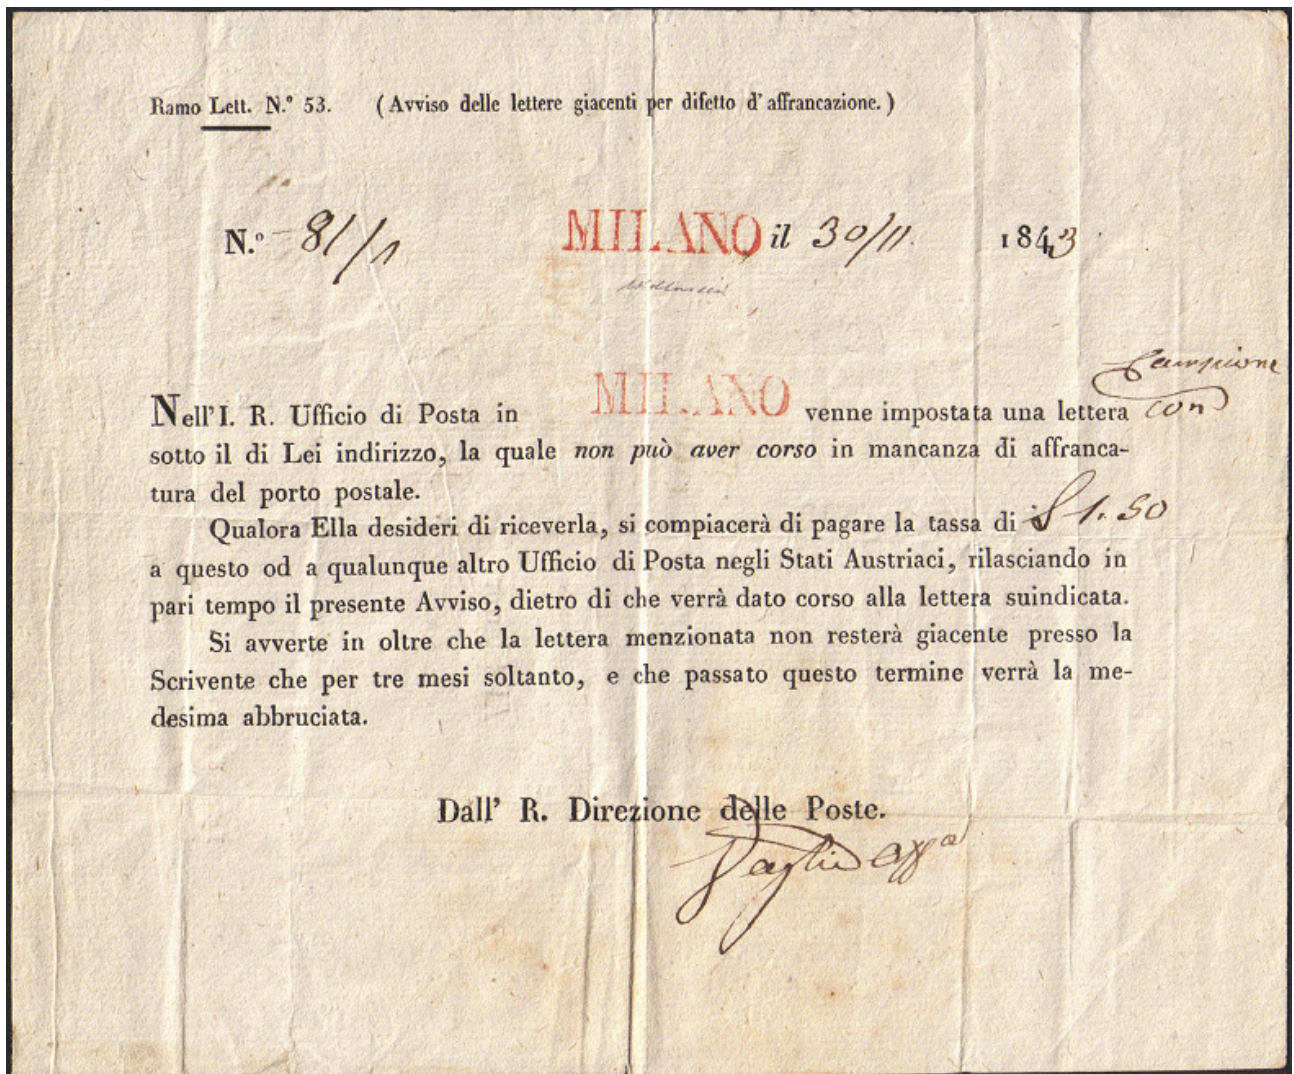 Ramo Lett. N.º 53. (Avviso delle lettere giacenti per difetto d' affrancazione.)
N.º 81/1 MILANO il 30/11. 1843
campione
Nell'I. R. Ufficio di Posta in MILANO venne impostata una lettera con
sotto il di Lei indirizzo, la quale non può aver corso in mancanza di affranca-
tura del porto postale.
Qualora Ella desideri di riceverla, si compiacerà di pagare la tassa di 1.50
a questo od a qualunque altro Ufficio di Posta negli Stati Austriaci, rilasciando in
pari tempo il presente Avviso, dietro di che verrà dato corso alla lettera suindicata.
Si avverte in oltre che la lettera menzionata non resterà giacente presso la
Scrivente che per tre mesi soltanto, e che passato questo termine verrà la me-
desima abbruciata.
Dall' R. Direzione delle Poste.